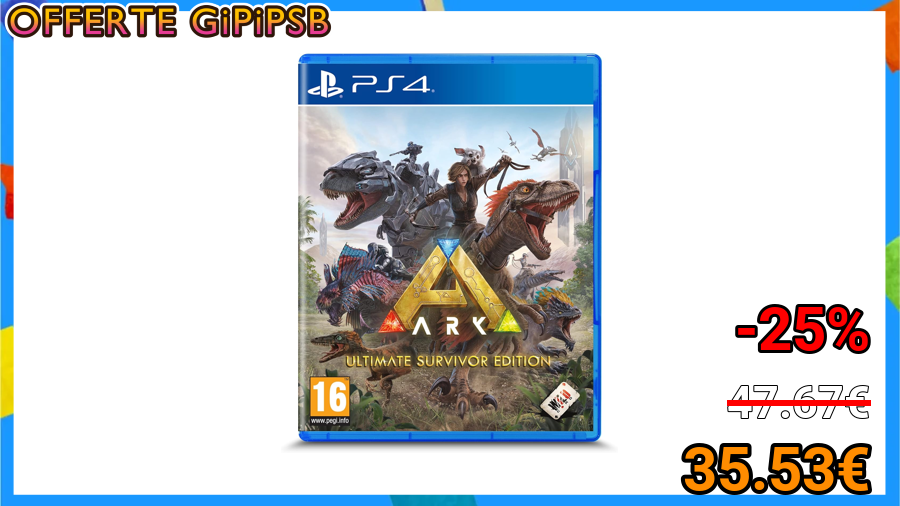 OFFERTE GiPiPSB
PS4
ARK
ULTIMATE SURVIVOR EDITION
16
www.pegi.info
-25%
47.67€
35.53€